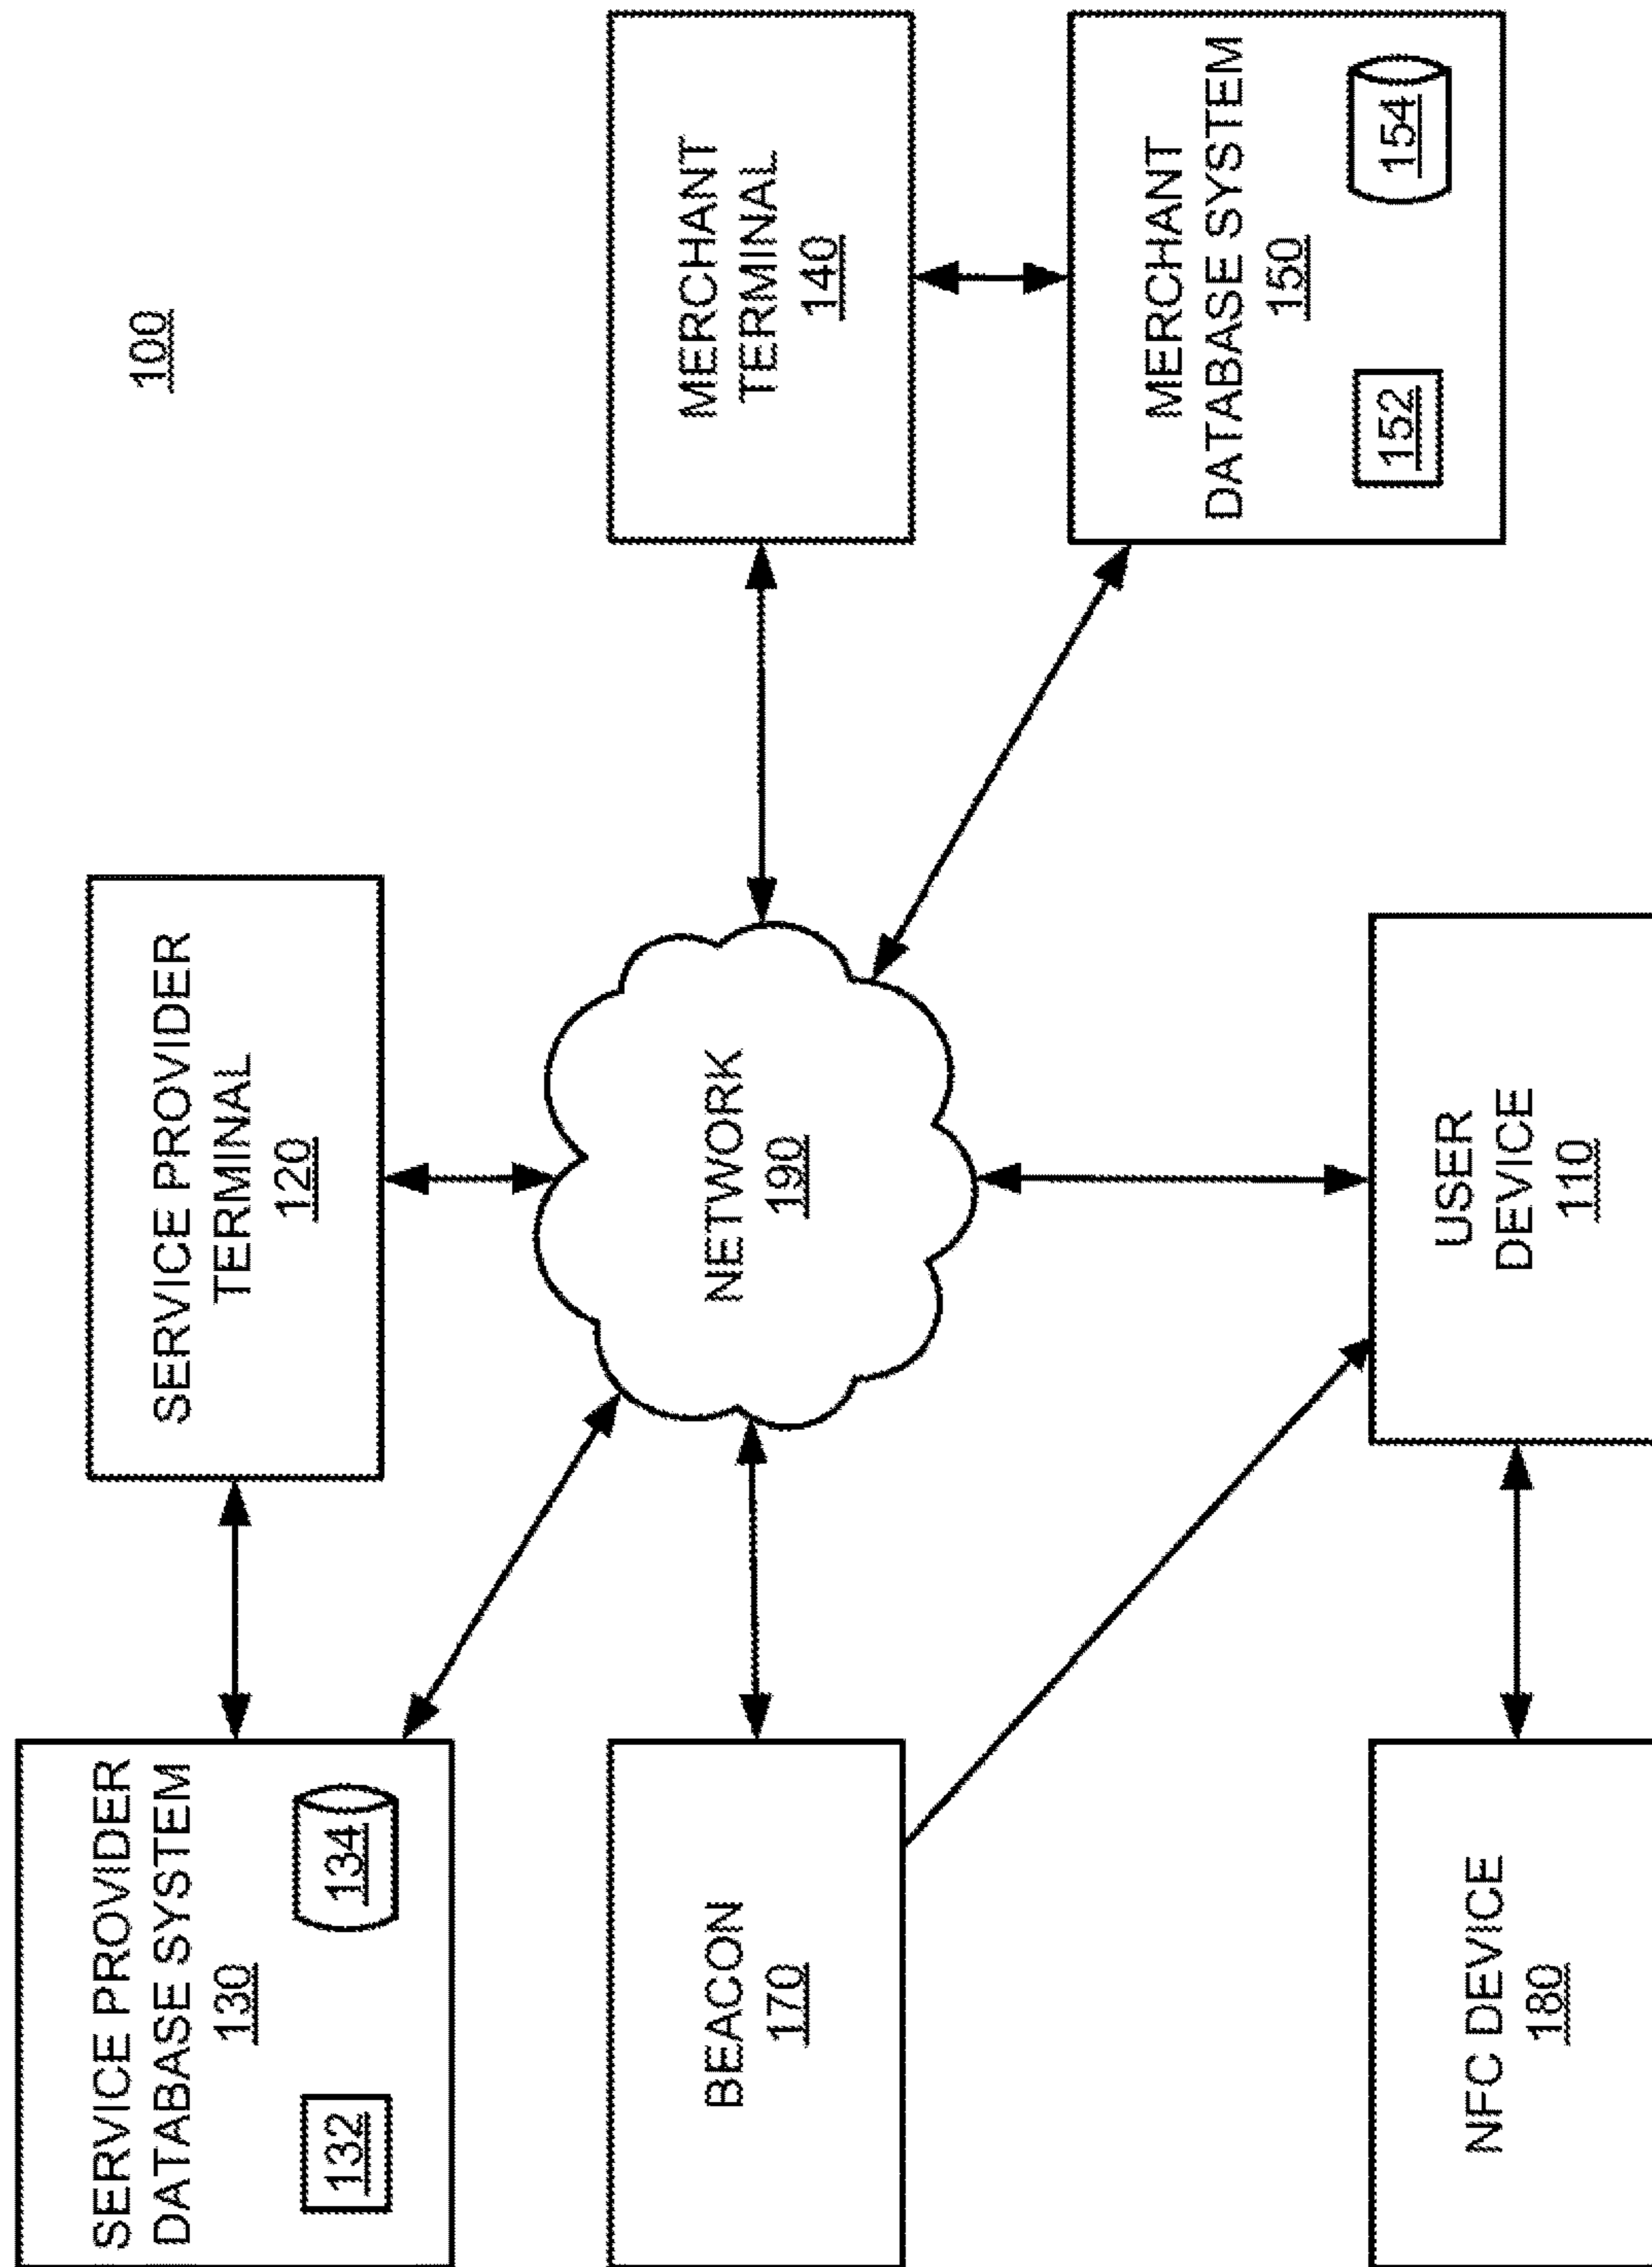 100
SERVICE PROVIDER
DATABASE SYSTEM
130
132
134
SERVICE PROVIDER
TERMINAL
120
BEACON
170
NETWORK
190
MERCHANT
TERMINAL
140
MERCHANT
DATABASE SYSTEM
150
152
154
NFC DEVICE
180
USER
DEVICE
110